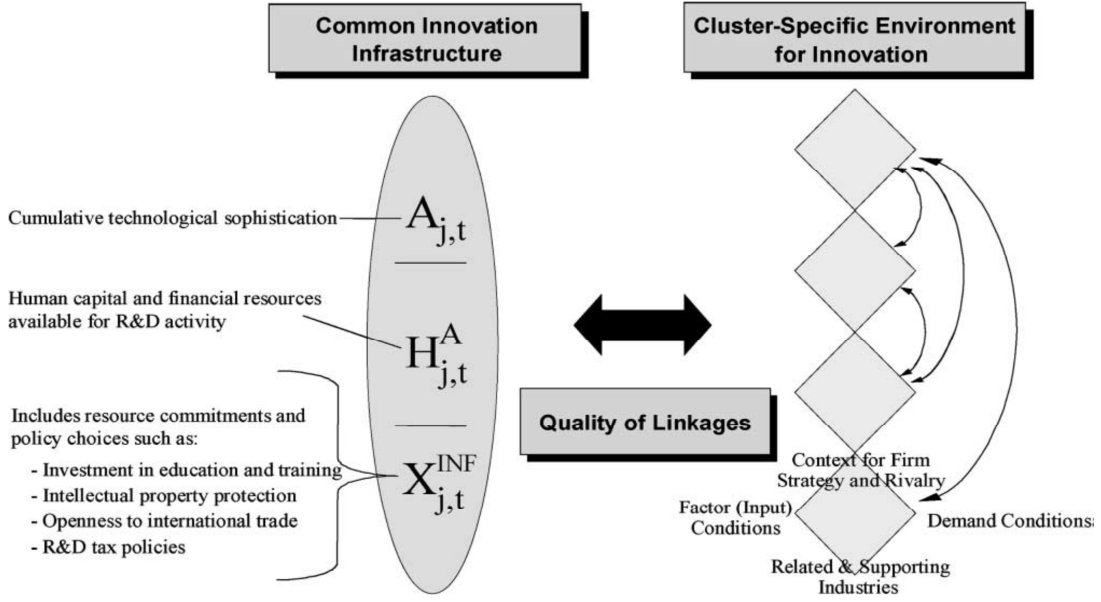 Common Innovation
Infrastructure
Cluster-Specific Environment
for Innovation
Cumulative technological sophistication
A j,t
Human capital and financial resources
available for R&D activity
H A j,t
Includes resource commitments and
policy choices such as:
- Investment in education and training
- Intellectual property protection
- Openness to international trade
- R&D tax policies
X INF j,t
Quality of Linkages
Context for Firm
Strategy and Rivalry
Factor (Input)
Conditions
Demand Conditions
Related & Supporting
Industries